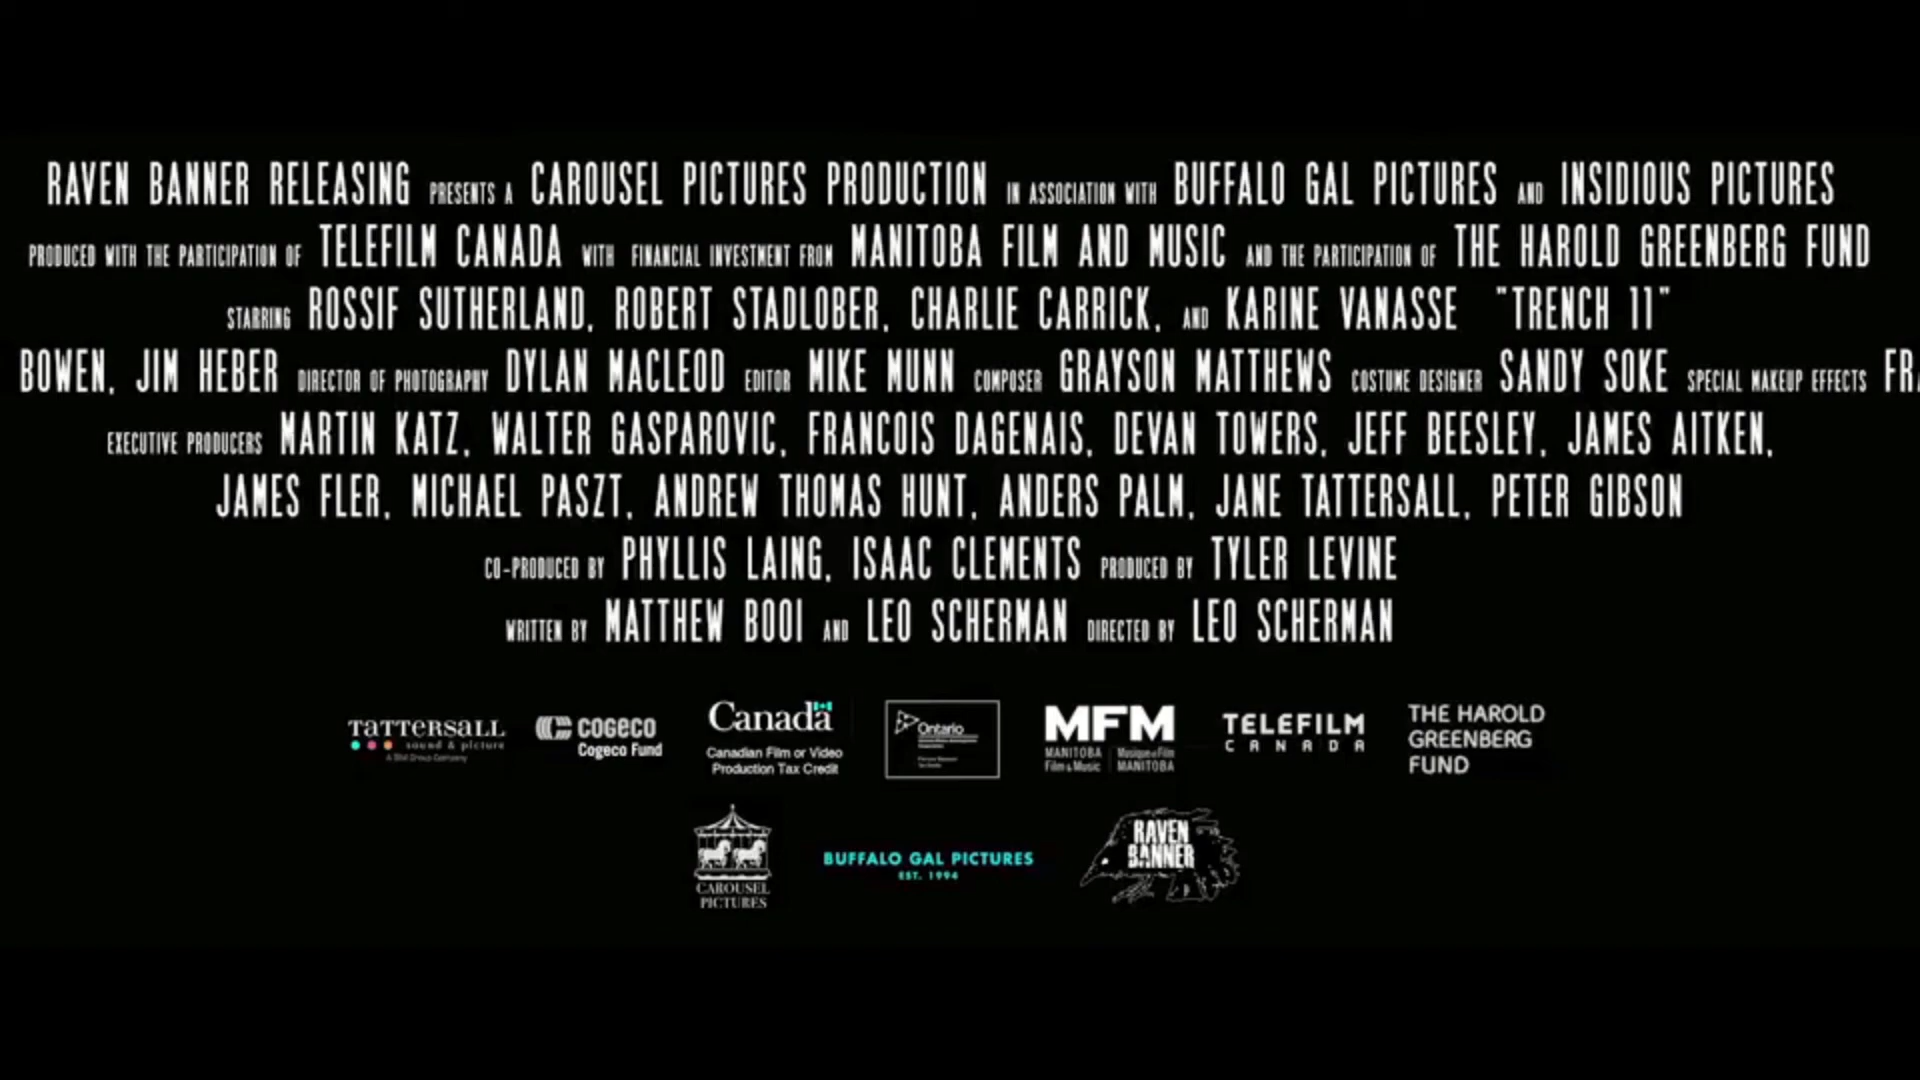 RAVEN BANNER RELEASING PRESENTS A CAROUSEL PICTURES PRODUCTION IN ASSOCIATION WITH BUFFALO GAL PICTURES AND INSIDIOUS PICTURES
PRODUCED WITH THE PARTICIPATION OF TELEFILM CANADA WITH FINANCIAL INVESTMENT FROM MANITOBA FILM AND MUSIC AND THE PARTICIPATION OF THE HAROLD GREENBERG FUND
STARRING ROSSIF SUTHERLAND, ROBERT STADLOBER, CHARLIE CARRICK, AND KARINE VANASSE "TRENCH 11"
BOWEN, JIM HEBER DIRECTOR OF PHOTOGRAPHY DYLAN MACLEOD EDITOR MIKE MUNN COMPOSER GRAYSON MATTHEWS COSTUME DESIGNER SANDY SOKE SPECIAL MAKEUP EFFECTS
EXECUTIVE PRODUCERS MARTIN KATZ, WALTER GASPAROVIC, FRANCOIS DAGENAIS, DEVAN TOWERS, JEFF BEESLEY, JAMES AITKEN,
JAMES FLER, MICHAEL PASZT, ANDREW THOMAS HUNT, ANDERS PALM, JANE TATTERSALL, PETER GIBSON
CO-PRODUCED BY PHYLLIS LAING, ISAAC CLEMENTS PRODUCED BY TYLER LEVINE
WRITTEN BY MATTHEW BOOI AND LEO SCHERMAN DIRECTED BY LEO SCHERMAN
TATTERSALL
sound & picture
COGECO
Cogeco Fund
Canada
Canadian Film or Video
Production Tax Credit
Ontario
MFM
MANITOBA Musique et Film
Film & Music MANITOBA
TELEFILM
CANADA
THE HAROLD
GREENBERG
FUND
CAROUSEL
PICTURES
BUFFALO GAL PICTURES
EST. 1994
RAVEN
BANNER